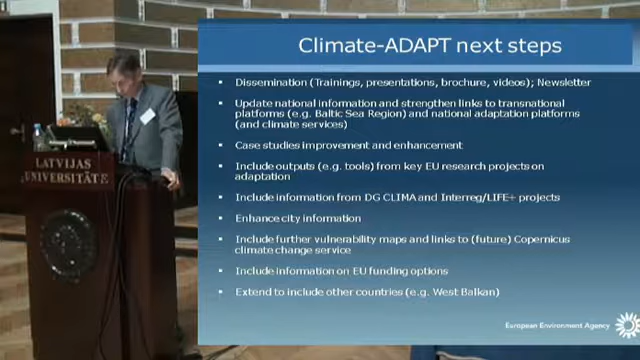 Climate-ADAPT next steps
Dissemination (Trainings, presentations, brochure, videos); Newsletter
Update national information and strengthen links to transnational
platforms (e.g. Baltic Sea Region) and national adaptation platforms
(and climate services)
Case studies improvement and enhancement
Include outputs (e.g. tools) from key EU research projects on
adaptation
Include information from DG CLIMA and Interreg/LIFE+ projects
Enhance city information
Include further vulnerability maps and links to (future) Copernicus
climate change service
Include information on EU funding options
Extend to include other countries (e.g. West Balkan)
European Environment Agency
LATVIJAS
UNIVERSITĀTE